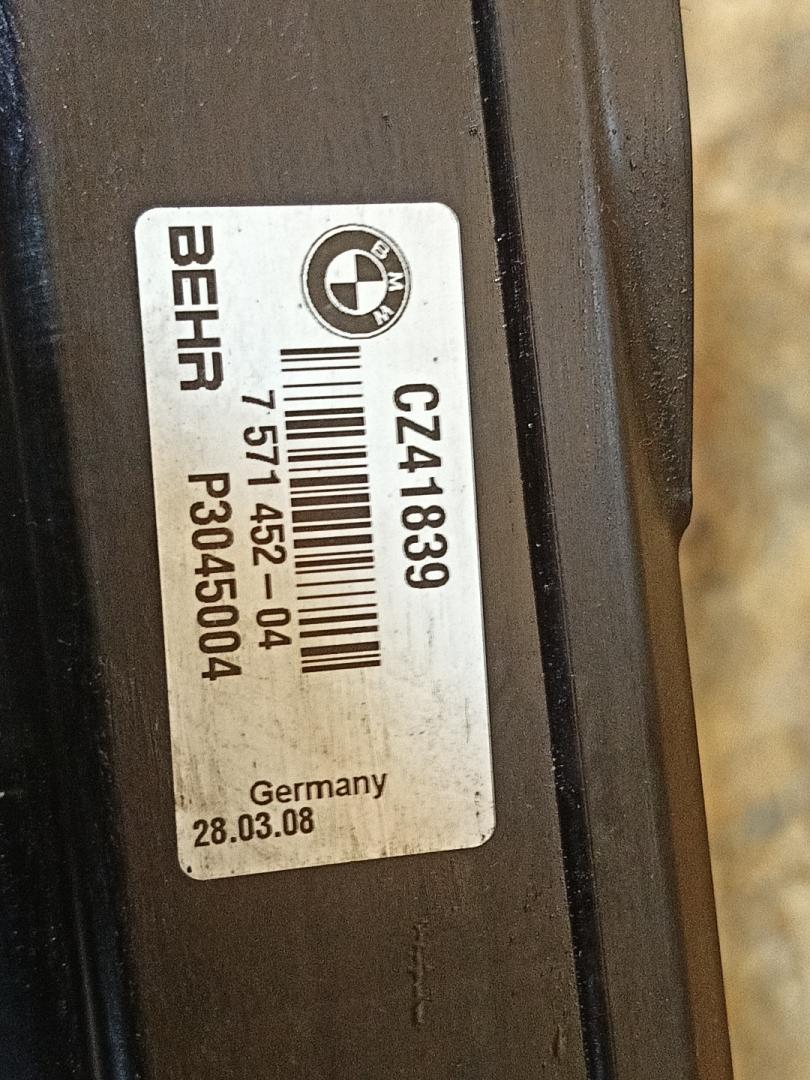 BMW
CZ41839
7 571 452-04
BEHR
P3045004
Germany
28.03.08